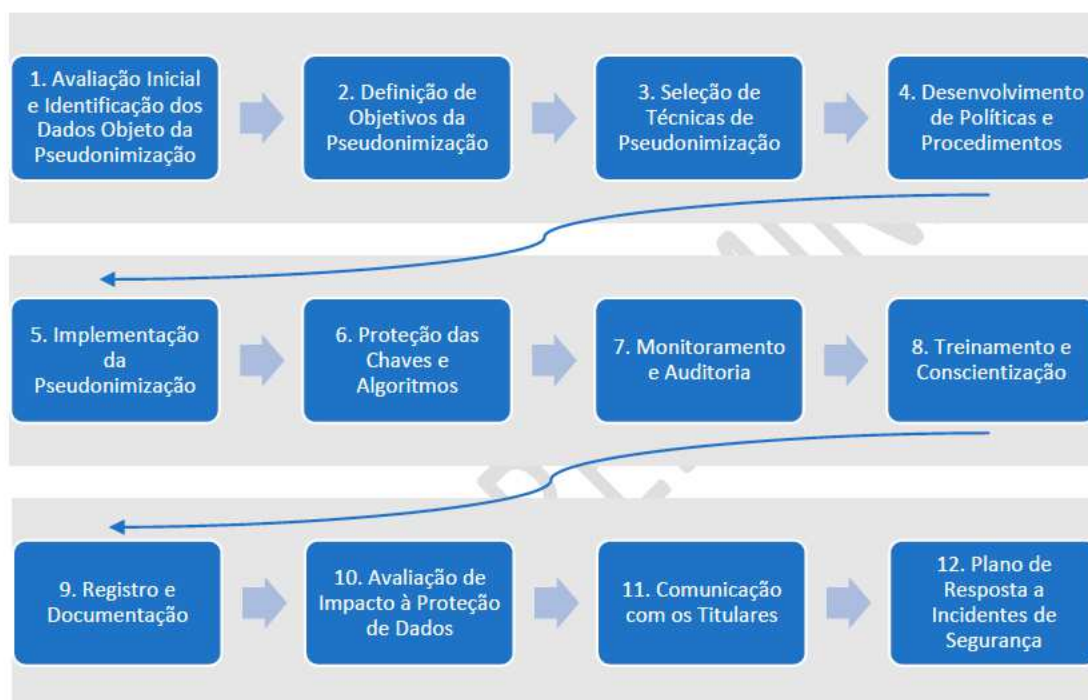 1. Avaliação Inicial
e Identificação dos
Dados Objeto da
Pseudonimização
2. Definição de
Objetivos da
Pseudonimização
3. Seleção de
Técnicas de
Pseudonimização
4. Desenvolvimento
de Políticas e
Procedimentos
5. Implementação
da
Pseudonimização
6. Proteção das
Chaves e
Algoritmos
7. Monitoramento
e Auditoria
8. Treinamento e
Conscientização
9. Registro e
Documentação
10. Avaliação de
Impacto à Proteção
de Dados
11. Comunicação
com os Titulares
12. Plano de
Resposta a
Incidentes de
Segurança